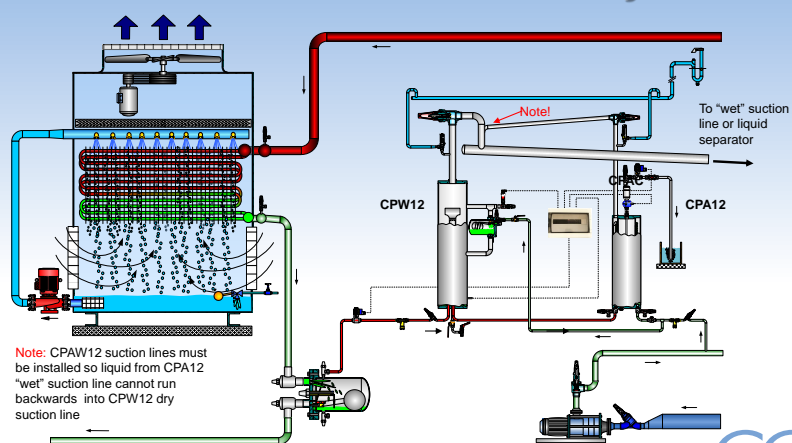 Note!
To “wet” suction
line or liquid
separator
CPAC
CPW12
CPA12
Note: CPAW12 suction lines must
be installed so liquid from CPA12
“wet” suction line cannot run
backwards into CPW12 dry
suction line